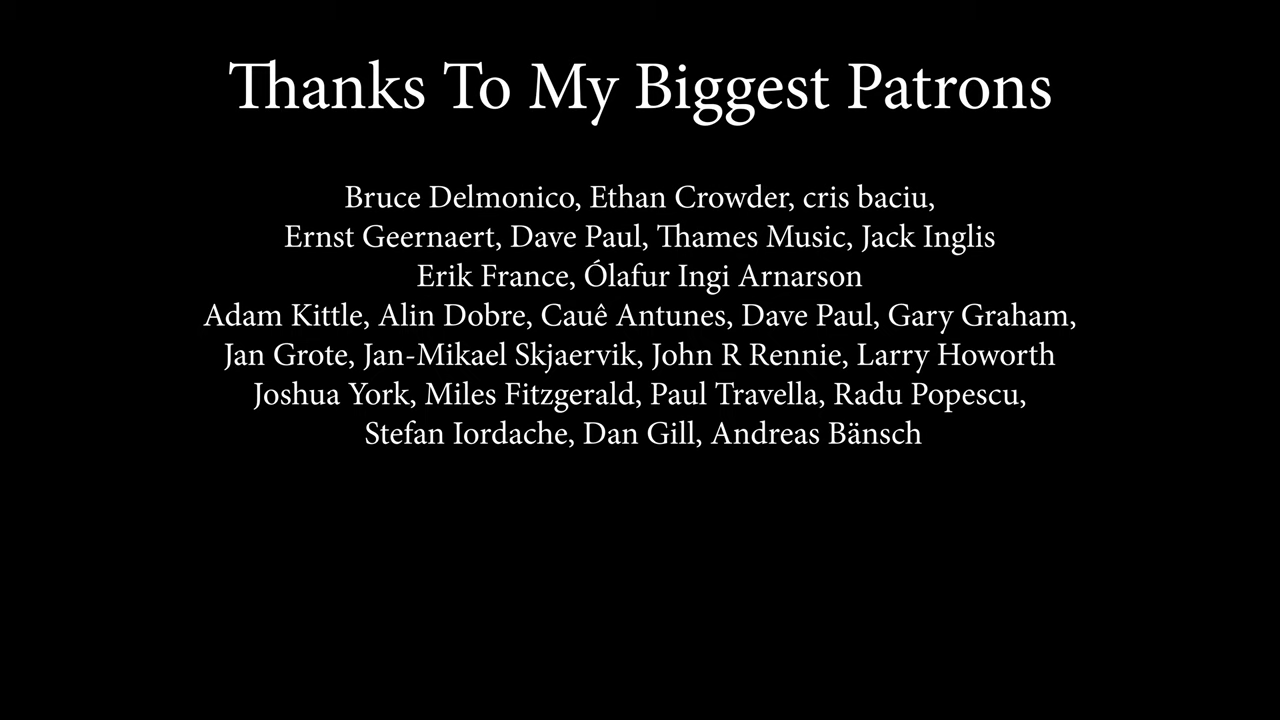 Thanks To My Biggest Patrons
Bruce Delmonico, Ethan Crowder, cris baciu,
Ernst Geernaert, Dave Paul, Thames Music, Jack Inglis
Erik France, Ólafur Ingi Arnarson
Adam Kittle, Alin Dobre, Cauê Antunes, Dave Paul, Gary Graham,
Jan Grote, Jan-Mikael Skjaervik, John R Rennie, Larry Howorth
Joshua York, Miles Fitzgerald, Paul Travella, Radu Popescu,
Stefan Iordache, Dan Gill, Andreas Bänsch